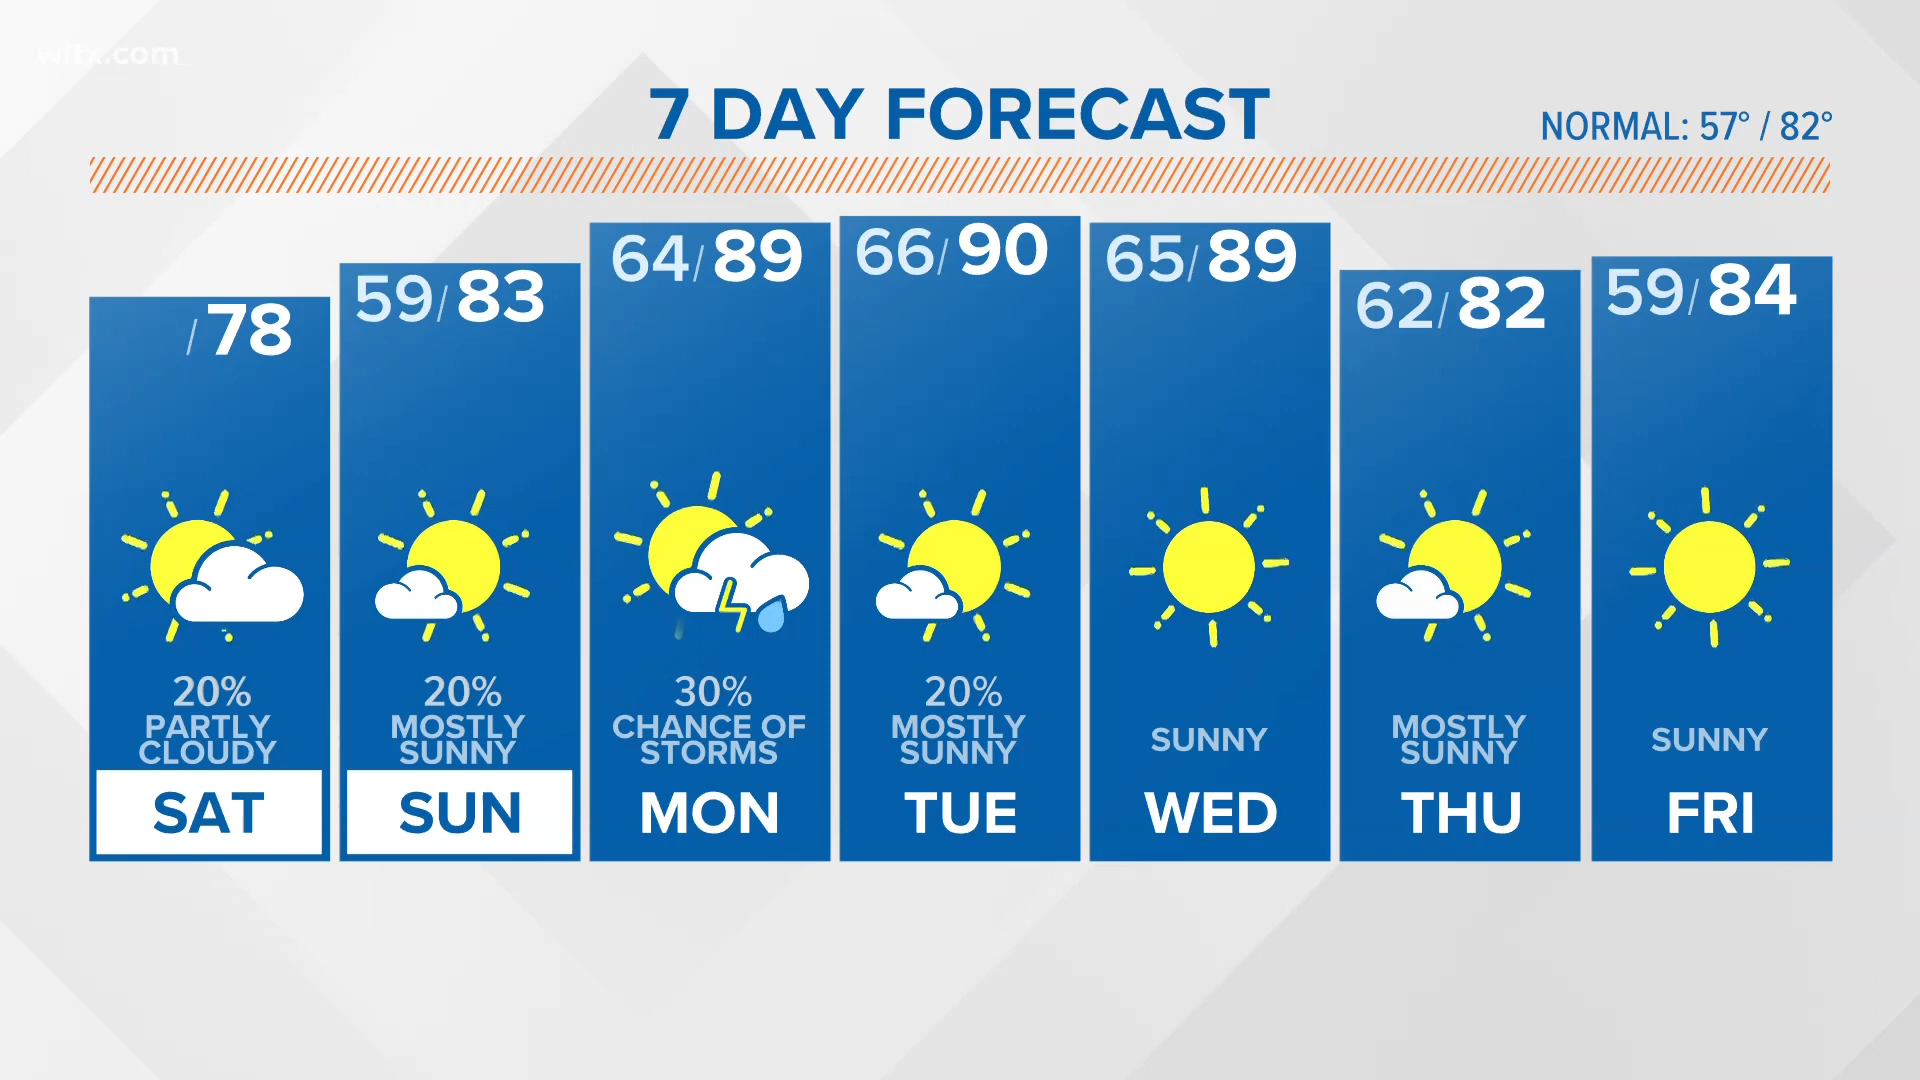 wltx.com
7 DAY FORECAST
NORMAL: 57° / 82°
/78
59/83
64/89
66/90
65/89
62/82
59/84
20%
PARTLY
CLOUDY
SAT
20%
MOSTLY
SUNNY
SUN
30%
CHANCE OF
STORMS
MON
20%
MOSTLY
SUNNY
TUE
SUNNY
WED
MOSTLY
SUNNY
THU
SUNNY
FRI